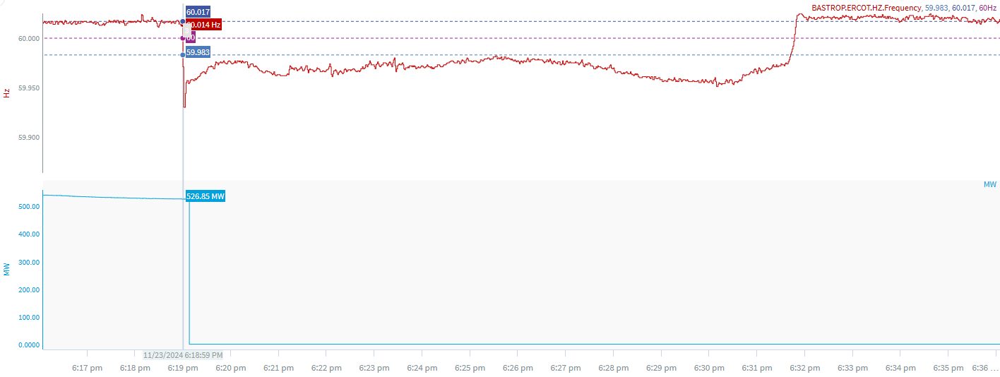 BASTROP.ERCOT.HZ.Frequency, 59.983, 60.017, 60Hz
60.017
60.014 Hz
60.000
60
59.983
59.950
Hz
59.900
MW
526.85 MW
500.00
400.00
MW
300.00
200.00
100.00
0.0000
11/23/2024 6:18:59 PM
6:17 pm 6:18 pm 6:19 pm 6:20 pm 6:21 pm 6:22 pm 6:23 pm 6:24 pm 6:25 pm 6:26 pm 6:27 pm 6:28 pm 6:29 pm 6:30 pm 6:31 pm 6:32 pm 6:33 pm 6:34 pm 6:35 pm 6:36 ...